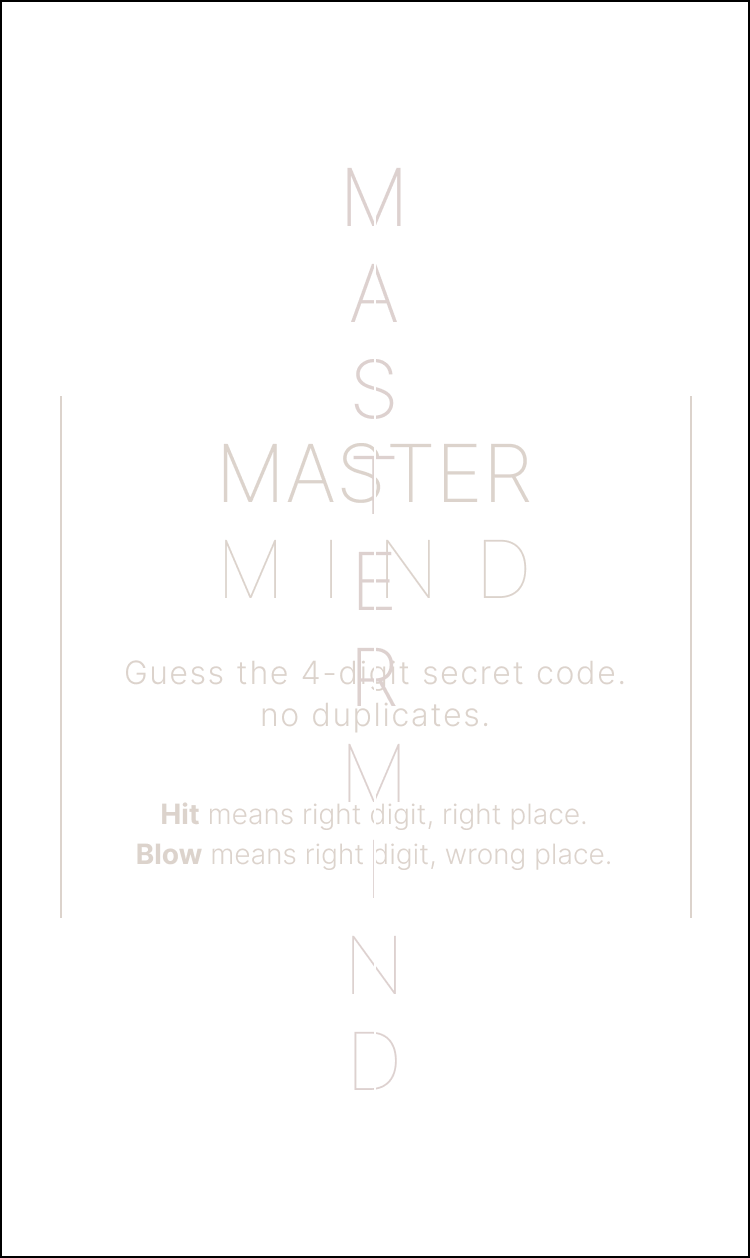 M
A
S
T
E
R
M
I
N
D
MASTER
MIND
Guess the 4-digit secret code.
no duplicates.
Hit means right digit, right place.
Blow means right digit, wrong place.